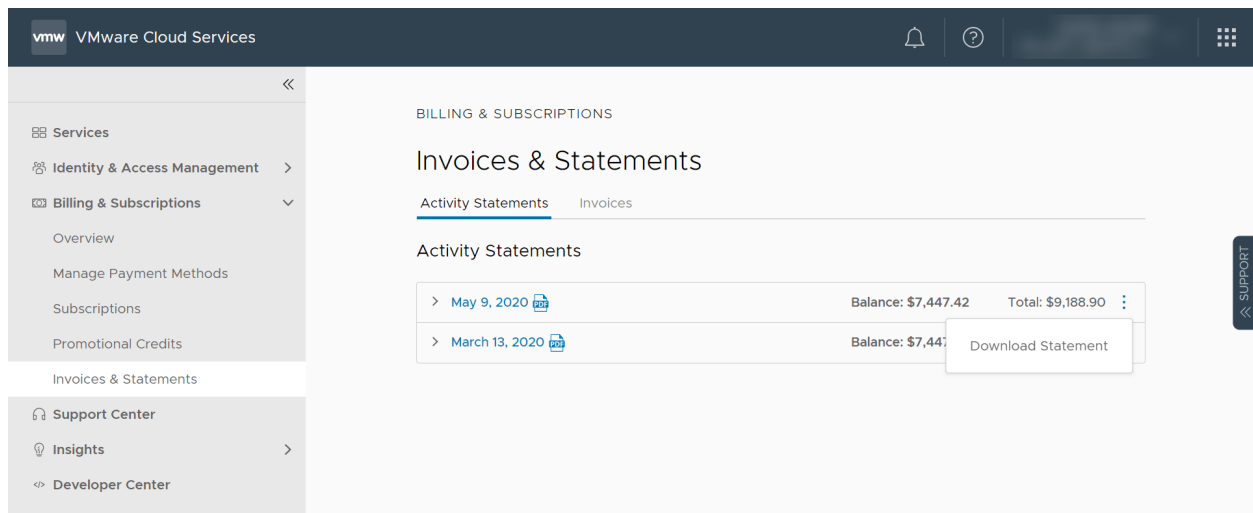 vmw VMware Cloud Services
Services
Identity & Access Management
Billing & Subscriptions
Overview
Manage Payment Methods
Subscriptions
Promotional Credits
Invoices & Statements
Support Center
Insights
Developer Center
BILLING & SUBSCRIPTIONS
Invoices & Statements
Activity Statements Invoices
Activity Statements
May 9, 2020 PDF Balance: $7,447.42 Total: $9,188.90
March 13, 2020 PDF Balance: $7,447
Download Statement
SUPPORT